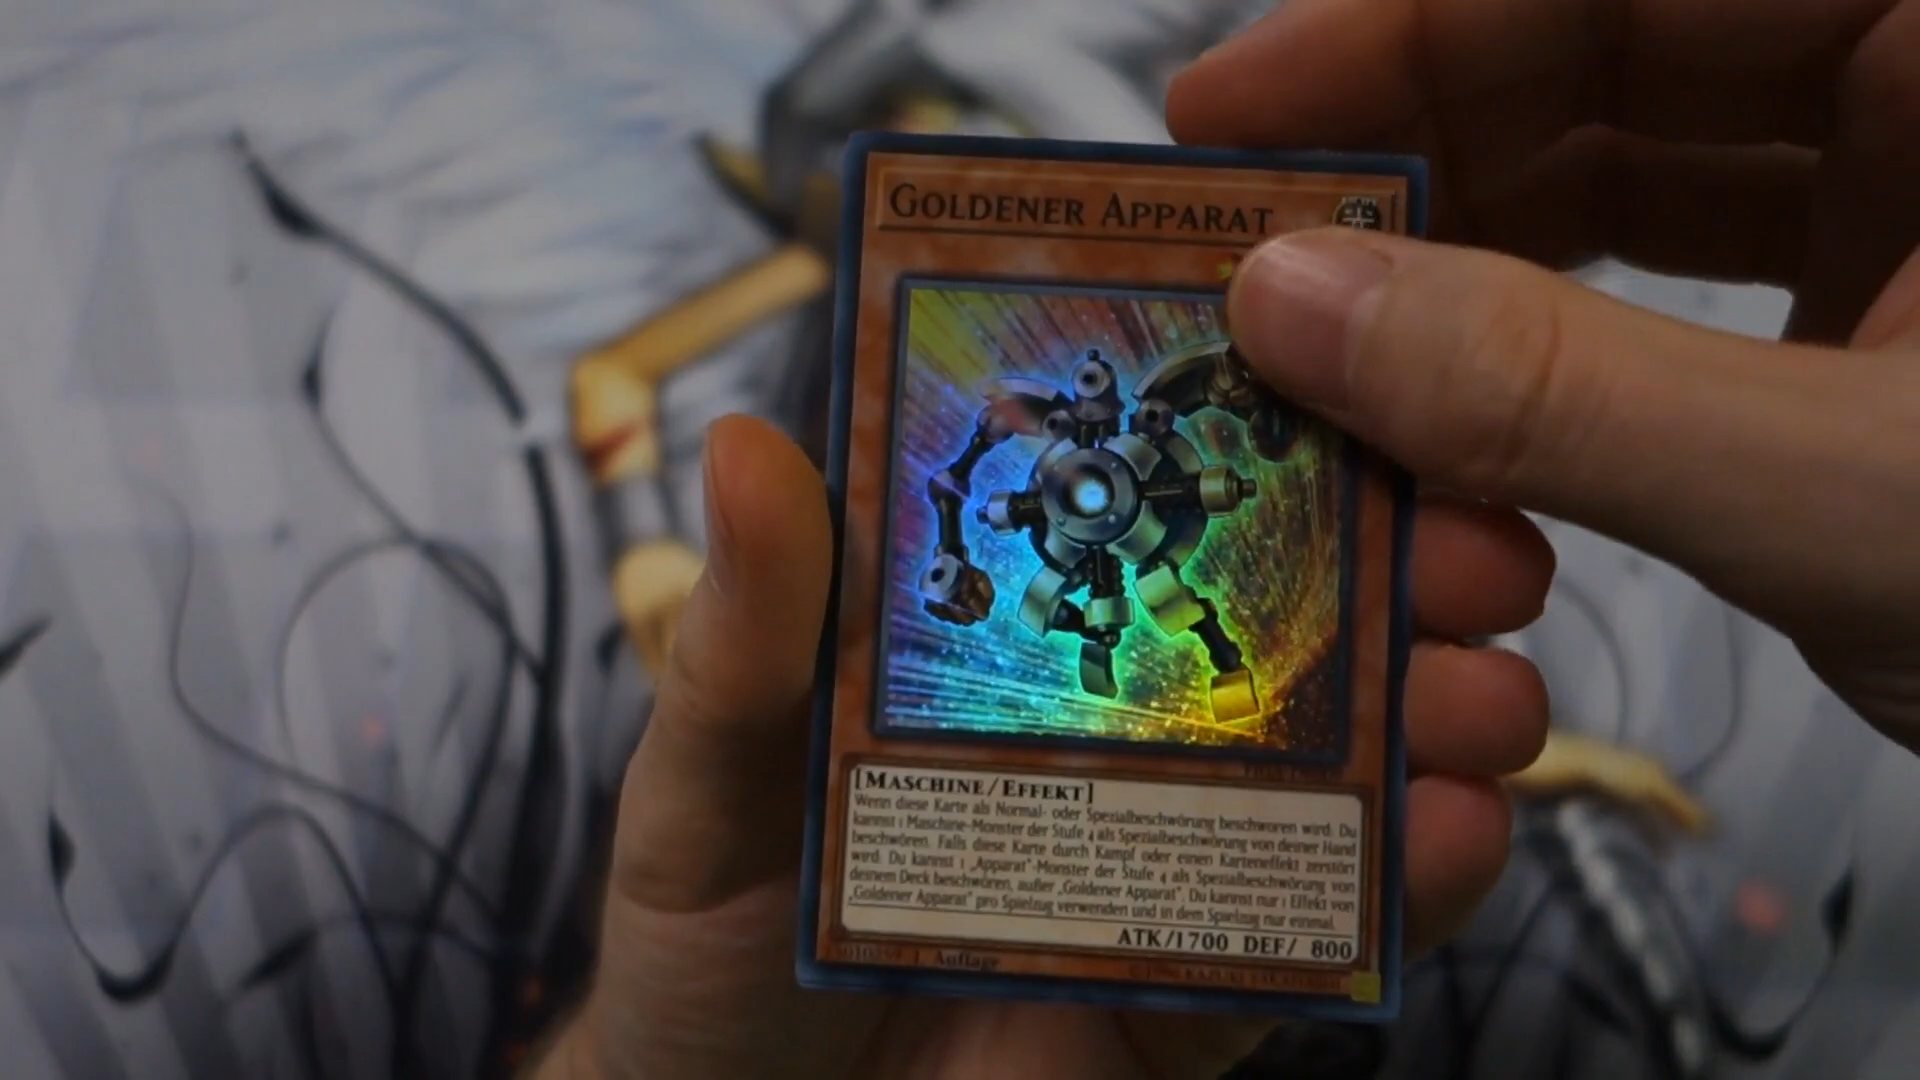 GOLDENER APPARAT
[MASCHINE/EFFEKT]
Wenn diese Karte als Normal- oder Spezialbeschwörung beschworen wird: Du
kannst 1 Maschine-Monster der Stufe 4 als Spezialbeschwörung von deiner Hand
beschwören. Falls diese Karte durch Kampf oder einen Karteneffekt zerstört
wird: Du kannst 1 „Apparat“-Monster der Stufe 4 als Spezialbeschwörung von
deinem Deck beschwören, außer „Goldener Apparat“. Du kannst nur 1 Effekt von
„Goldener Apparat“ pro Spielzug verwenden und in dem Spielzug nur einmal.
ATK/1700 DEF/ 800
1. Auflage